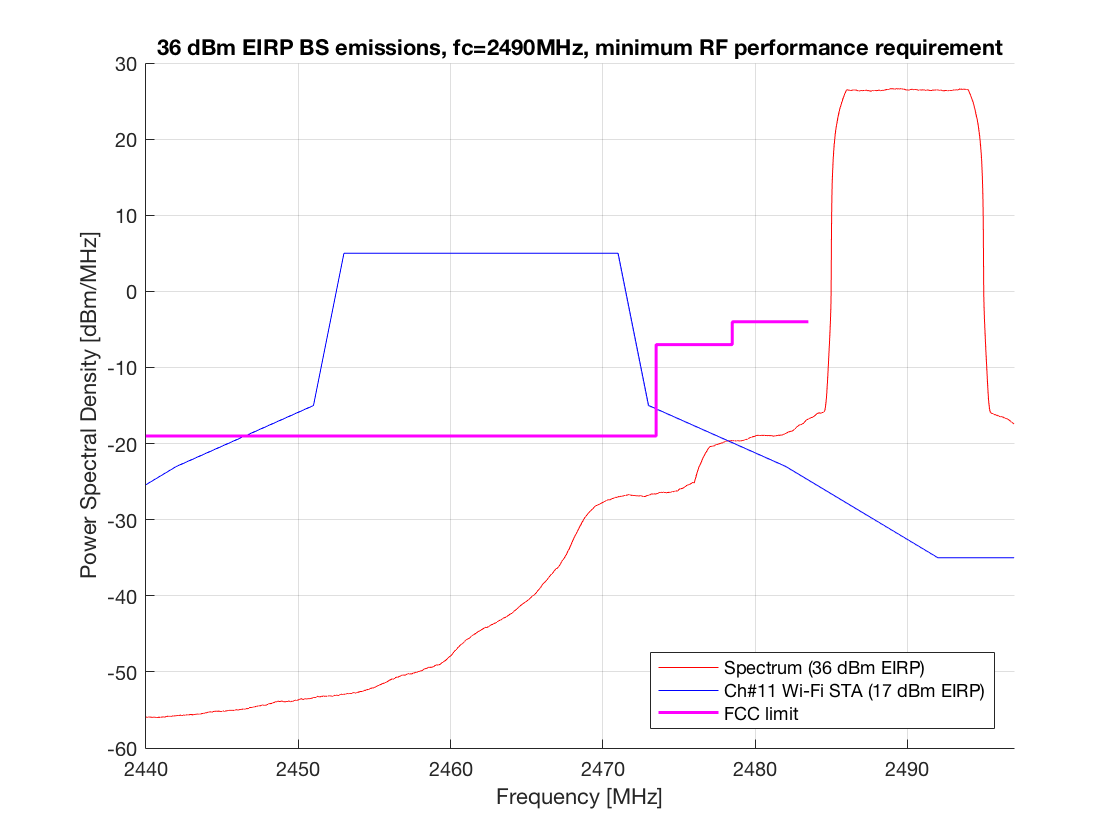 36 dBm EIRP BS emissions, fc=2490MHz, minimum RF performance requirement
30
20
10
0
-10
-20
-30
-40
-50
-60
Power Spectral Density [dBm/MHz]
Spectrum (36 dBm EIRP)
Ch#11 Wi-Fi STA (17 dBm EIRP)
FCC limit
2440 2450 2460 2470 2480 2490
Frequency [MHz]